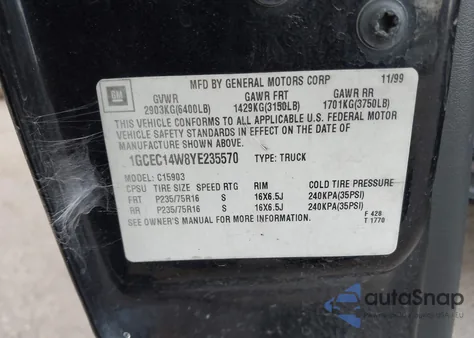 MFD BY GENERAL MOTORS CORP 11/99
GM
GVWR GAWR FRT GAWR RR
2903KG(6400LB) 1429KG(3150LB) 1701KG(3750LB)
THIS VEHICLE CONFORMS TO ALL APPLICABLE U.S. FEDERAL MOTOR
VEHICLE SAFETY STANDARDS IN EFFECT ON THE DATE OF
MANUFACTURE SHOWN ABOVE.
1GCEC14W8YE235570 TYPE: TRUCK
MODEL: C15903
CPSU TIRE SIZE SPEED RTG RIM COLD TIRE PRESSURE
FRT P235/75R16 S 16X6.5J 240KPA(35PSI)
RR P235/75R16 S 16X6.5J 240KPA(35PSI)
SEE OWNER'S MANUAL FOR MORE INFORMATION.
F 428
T 1770
autoSnap